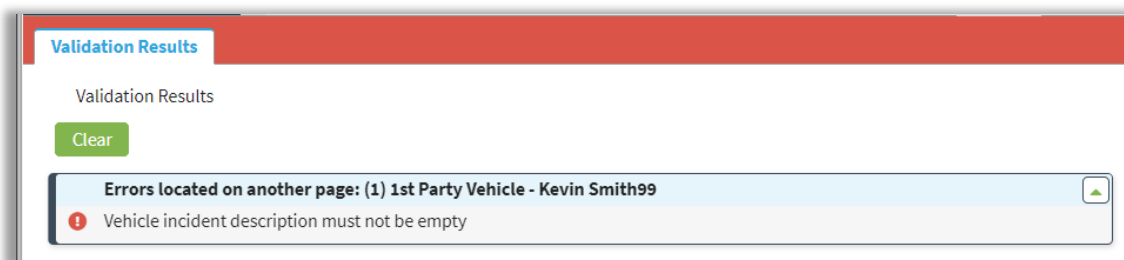 Validation Results
Validation Results
Clear
Errors located on another page: (1) 1st Party Vehicle - Kevin Smith99
Vehicle incident description must not be empty